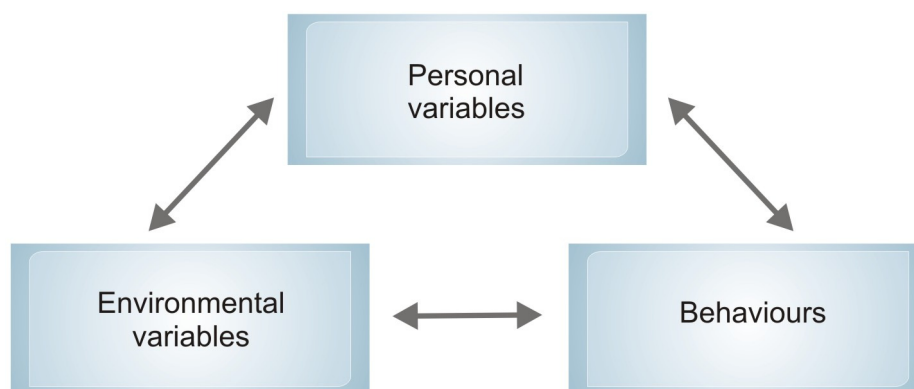 Personal
variables
Environmental
variables
Behaviours